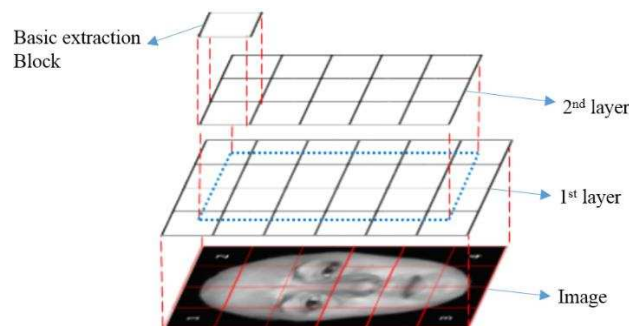 Basic extraction
Block
2nd layer
1st layer
Image